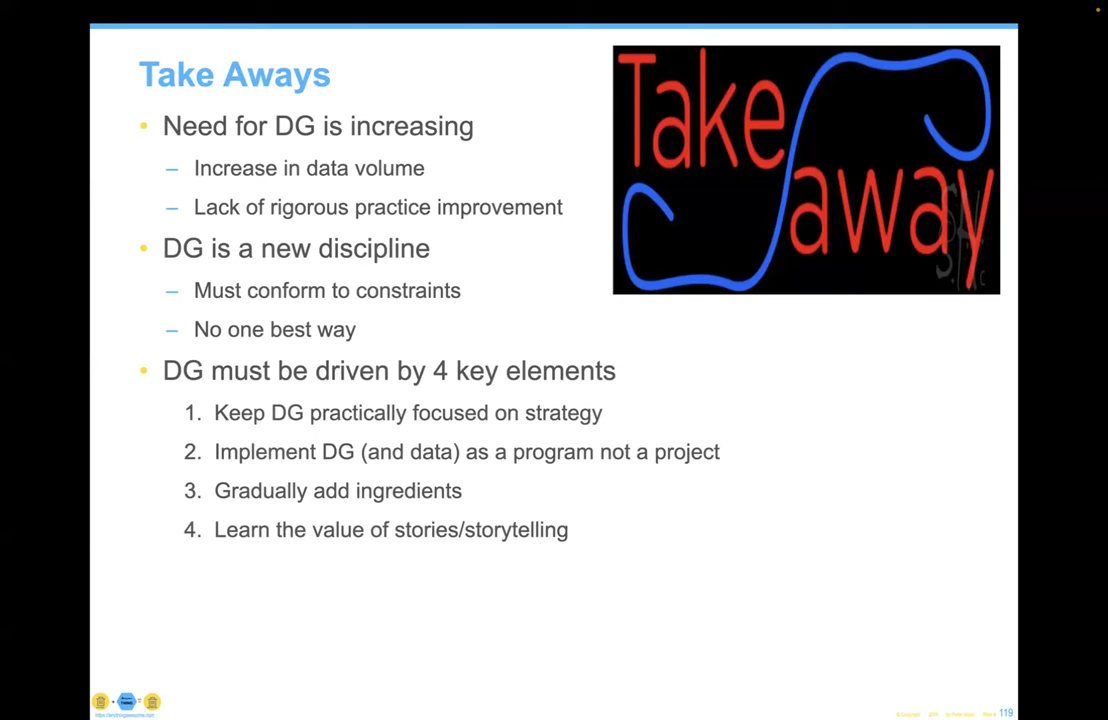 Take Aways
• Need for DG is increasing
– Increase in data volume
– Lack of rigorous practice improvement
• DG is a new discipline
– Must conform to constraints
– No one best way
• DG must be driven by 4 key elements
1. Keep DG practically focused on strategy
2. Implement DG (and data) as a program not a project
3. Gradually add ingredients
4. Learn the value of stories/storytelling
Take
away
https://anythingawesome.com
119